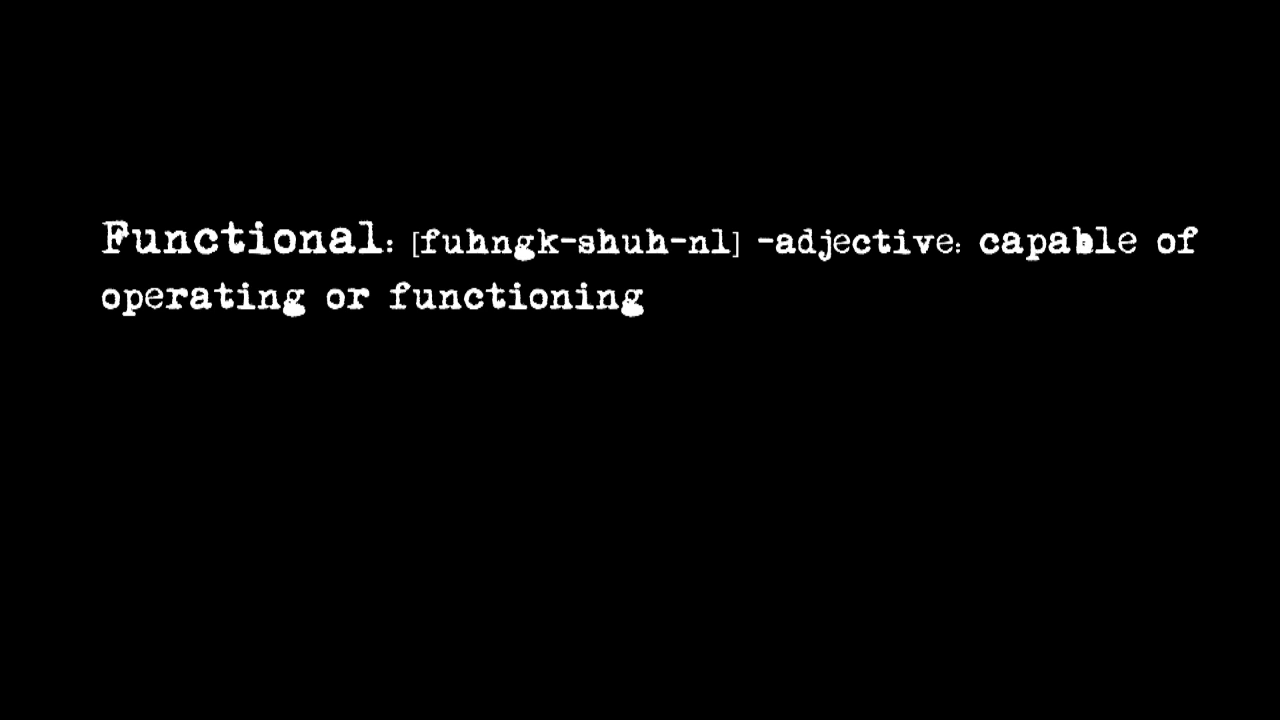 Functional: [fuhngk-shuh-nl] -adjective: capable of
operating or functioning